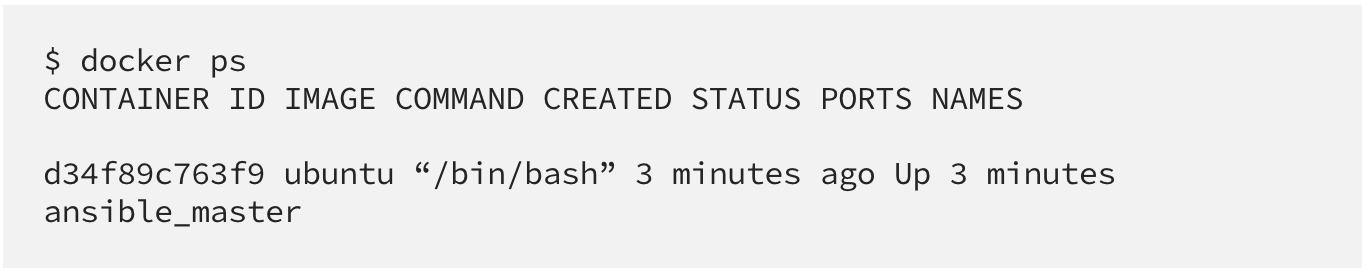 $ docker ps
CONTAINER ID IMAGE COMMAND CREATED STATUS PORTS NAMES
d34f89c763f9 ubuntu “/bin/bash” 3 minutes ago Up 3 minutes
ansible_master